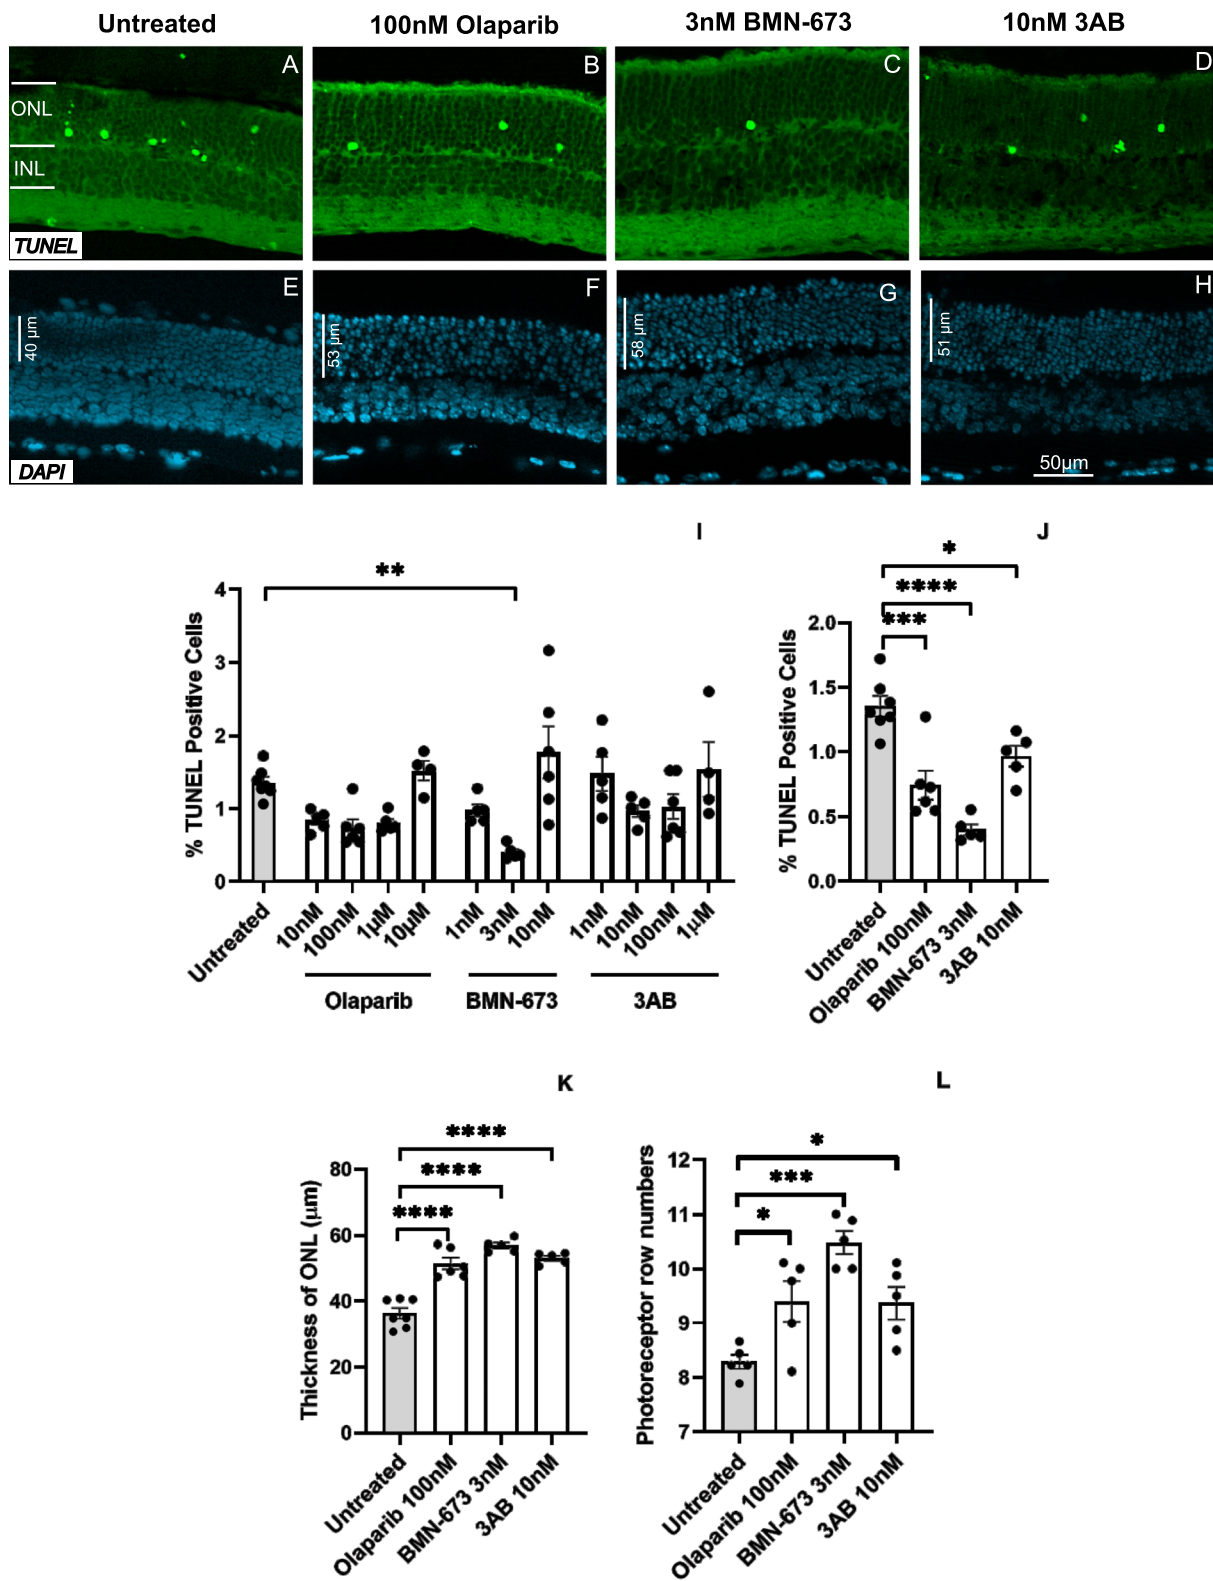 Untreated 100nM Olaparib 3nM BMN-673 10nM 3AB
A B C D
ONL
INL
TUNEL
E F G H
40 µm 53 µm 58 µm 51 µm
DAPI
50µm
I
**
% TUNEL Positive Cells
4
3
2
1
0
Untreated 10nM 100nM 1µM 10µM 1nM 3nM 10nM 1nM 10nM 100nM 1µM
Olaparib BMN-673 3AB
J
*
****
***
% TUNEL Positive Cells
2.0
1.5
1.0
0.5
0.0
Untreated
Olaparib 100nM
BMN-673 3nM
3AB 10nM
K
****
****
****
Thickness of ONL (µm)
80
60
40
20
0
Untreated
Olaparib 100nM
BMN-673 3nM
3AB 10nM
L
*
***
*
Photoreceptor row numbers
12
11
10
9
8
7
Untreated
Olaparib 100nM
BMN-673 3nM
3AB 10nM